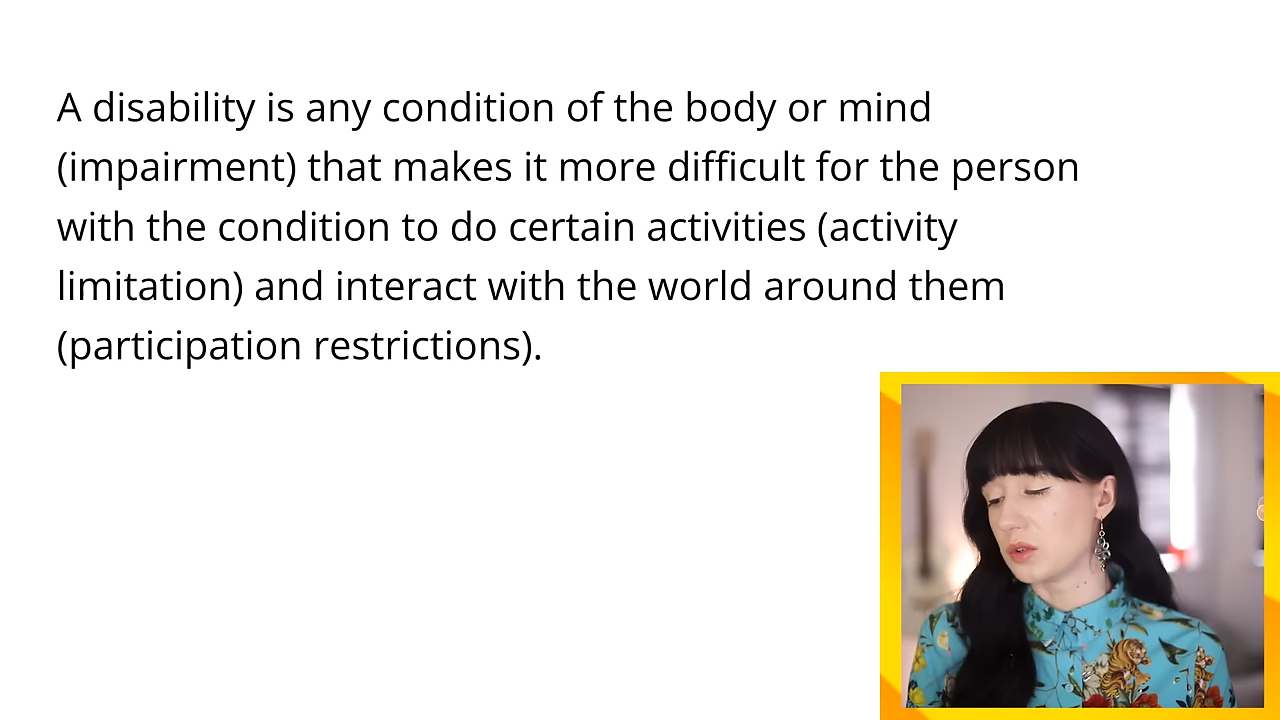 A disability is any condition of the body or mind
(impairment) that makes it more difficult for the person
with the condition to do certain activities (activity
limitation) and interact with the world around them
(participation restrictions).